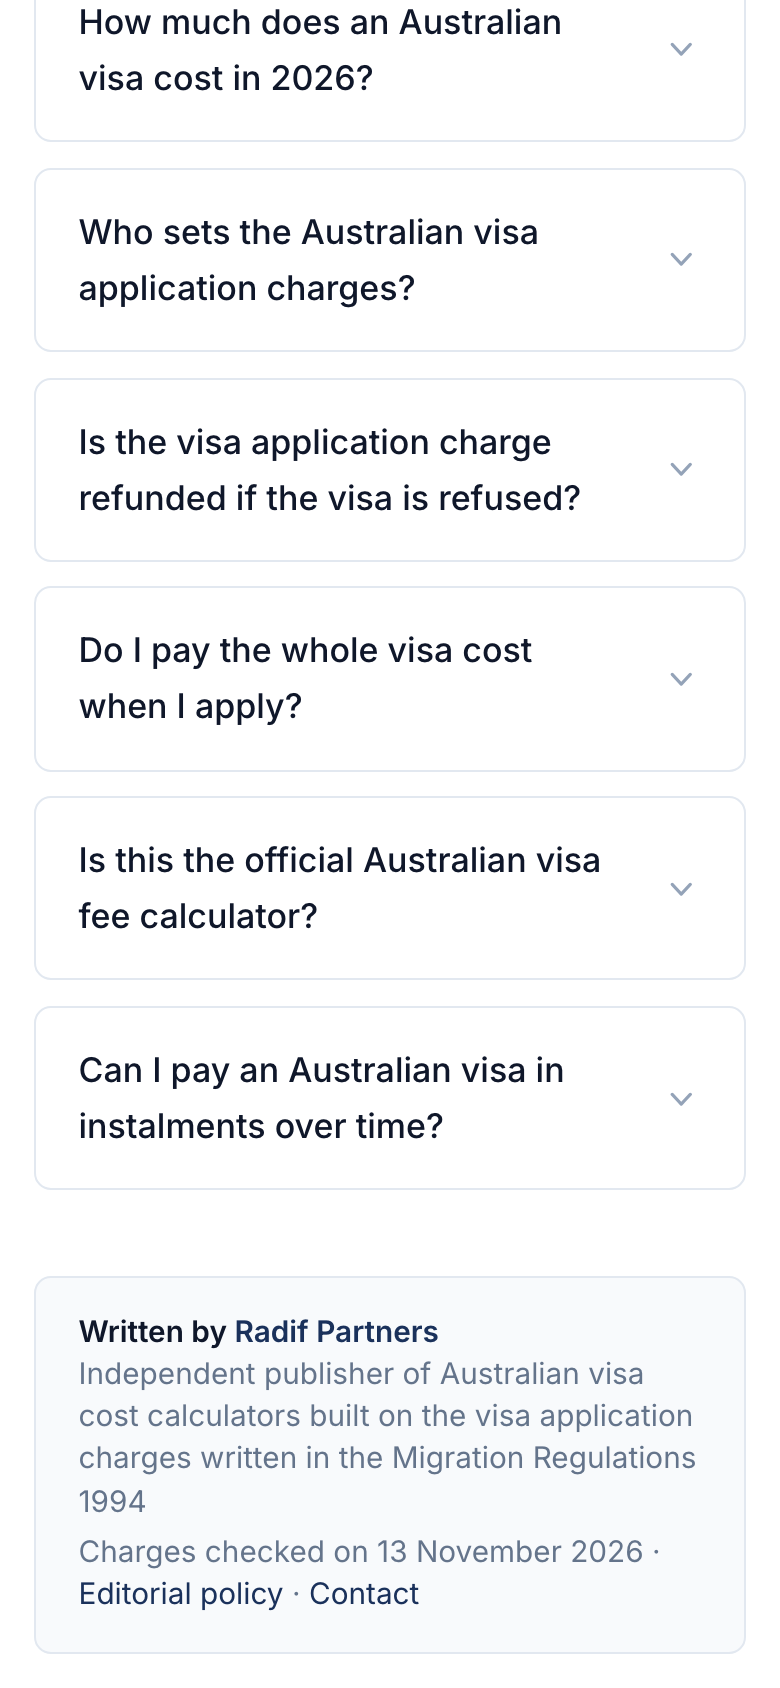 How much does an Australian
visa cost in 2026?
Who sets the Australian visa
application charges?
Is the visa application charge
refunded if the visa is refused?
Do I pay the whole visa cost
when I apply?
Is this the official Australian visa
fee calculator?
Can I pay an Australian visa in
instalments over time?
Written by Radif Partners
Independent publisher of Australian visa
cost calculators built on the visa application
charges written in the Migration Regulations
1994
Charges checked on 13 November 2026 ·
Editorial policy · Contact